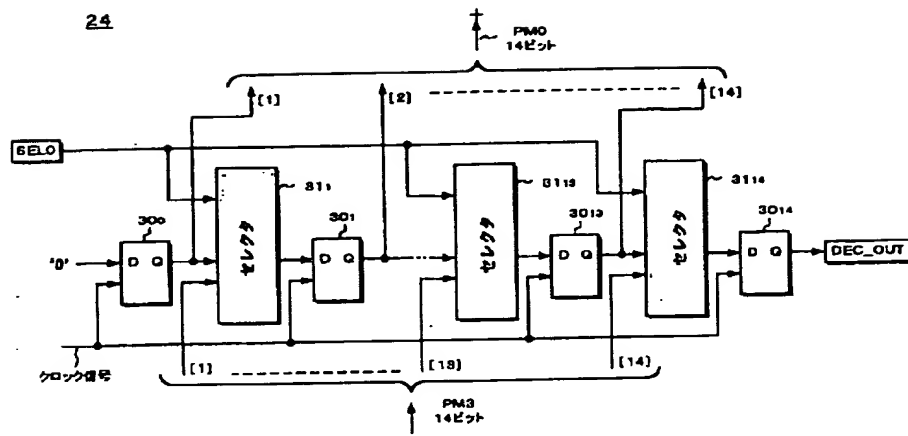 24
PM0
14ビット
[1]
[2]
[14]
SEL0
31₁
31₁₃
31₁₄
セレクタ
セレクタ
セレクタ
30₀
30₁
30₁₃
30₁₄
'0'
D Q
D Q
D Q
D Q
DEC_OUT
クロック信号
[1]
[13]
[14]
PM3
14ビット